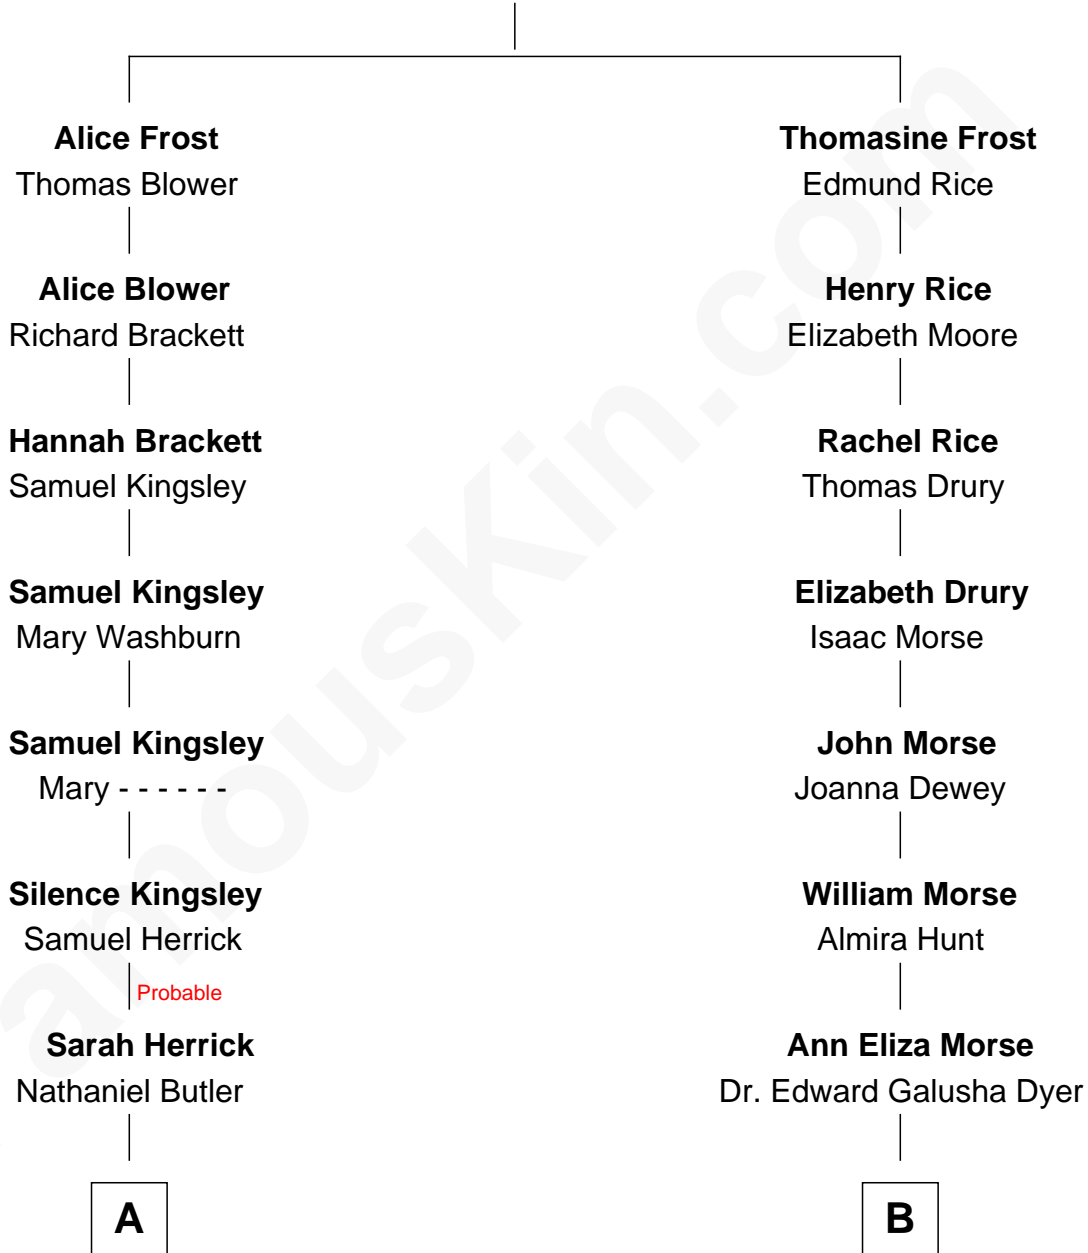 Alice Frost
Thomas Blower
Alice Blower
Richard Brackett
Hannah Brackett
Samuel Kingsley
Samuel Kingsley
Mary Washburn
Samuel Kingsley
Mary - - - - - -
Silence Kingsley
Samuel Herrick
Probable
Sarah Herrick
Nathaniel Butler
A
Thomasine Frost
Edmund Rice
Henry Rice
Elizabeth Moore
Rachel Rice
Thomas Drury
Elizabeth Drury
Isaac Morse
John Morse
Joanna Dewey
William Morse
Almira Hunt
Ann Eliza Morse
Dr. Edward Galusha Dyer
B
amousKin.com